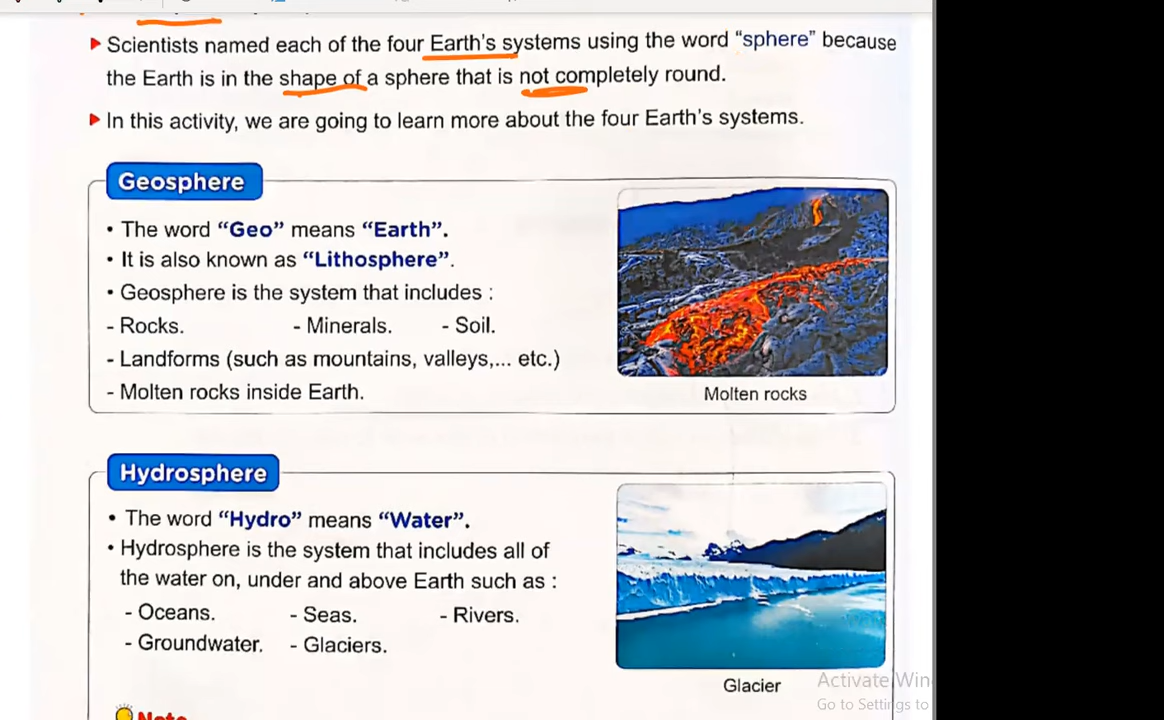 ▶ Scientists named each of the four Earth's systems using the word "sphere" because
the Earth is in the shape of a sphere that is not completely round.
▶ In this activity, we are going to learn more about the four Earth's systems.
Geosphere
• The word "Geo" means "Earth".
• It is also known as "Lithosphere".
• Geosphere is the system that includes :
- Rocks. - Minerals. - Soil.
- Landforms (such as mountains, valleys,... etc.)
- Molten rocks inside Earth.
Molten rocks
Hydrosphere
• The word "Hydro" means "Water".
• Hydrosphere is the system that includes all of
the water on, under and above Earth such as :
- Oceans. - Seas. - Rivers.
- Groundwater. - Glaciers.
Glacier
Activate Win
Go to Settings to
Note